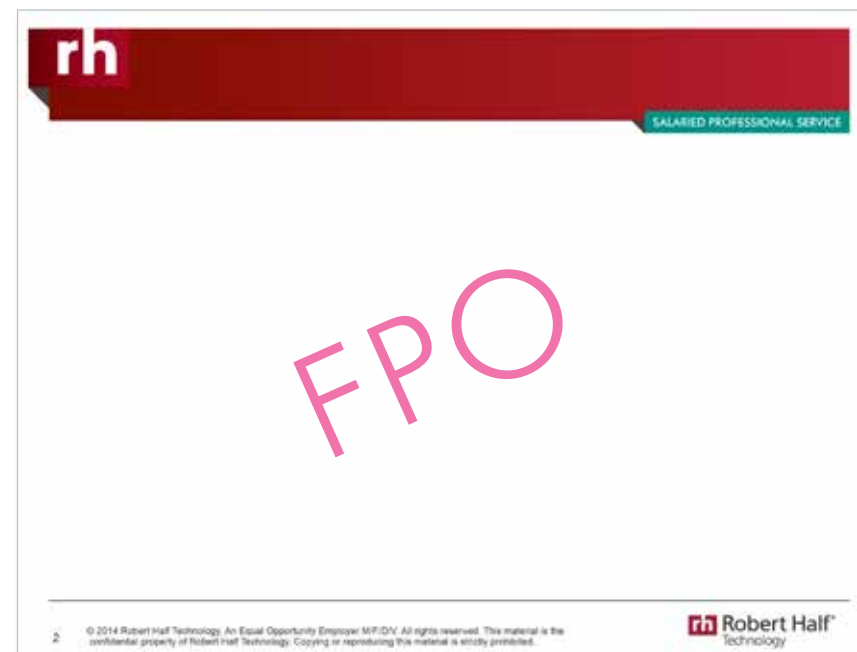 rh
SALARIED PROFESSIONAL SERVICE
FPO
2
© 2014 Robert Half Technology. An Equal Opportunity Employer M/F/D/V. All rights reserved. This material is the
confidential property of Robert Half Technology. Copying or reproducing this material is strictly prohibited.
rh Robert Half®
Technology